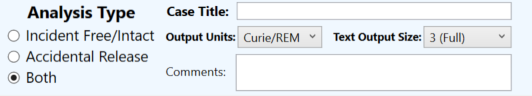 Analysis Type
Case Title:
Incident Free/Intact
Output Units: Curie/REM
Text Output Size: 3 (Full)
Accidental Release
Both
Comments: